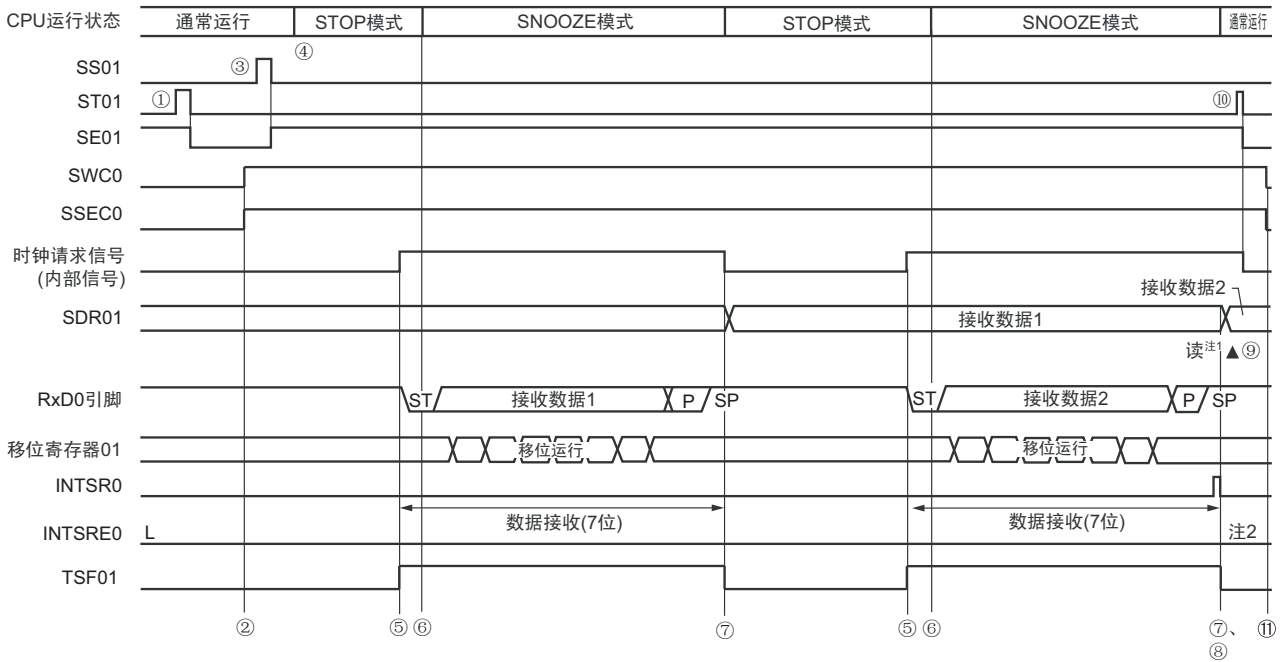 CPU运行状态 通常运行 STOP模式 SNOOZE模式 STOP模式 SNOOZE模式 通常运行
④
SS01 ③
ST01 ① ⑩
SE01
SWC0
SSEC0
时钟请求信号
(内部信号)
接收数据2
SDR01 接收数据1
读注1 ▲⑨
RxD0引脚 ST 接收数据1 P SP ST 接收数据2 P SP
移位寄存器01 移位运行 移位运行
INTSR0
数据接收(7位) 数据接收(7位)
INTSRE0 L 注2
TSF01
② ⑤ ⑥ ⑦ ⑤ ⑥ ⑦、 ⑪
⑧